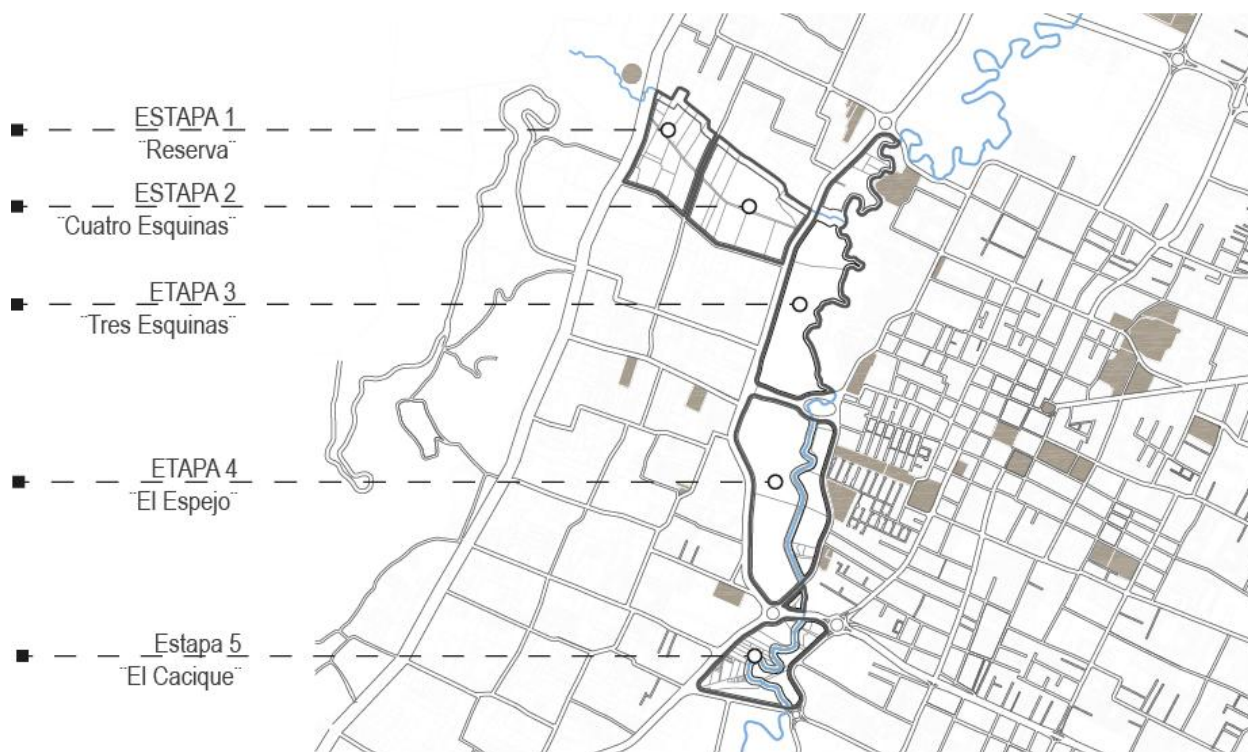 ESTAPA 1
¨Reserva¨
ESTAPA 2
¨Cuatro Esquinas¨
ETAPA 3
¨Tres Esquinas¨
ETAPA 4
¨El Espejo¨
Estapa 5
¨El Cacique¨